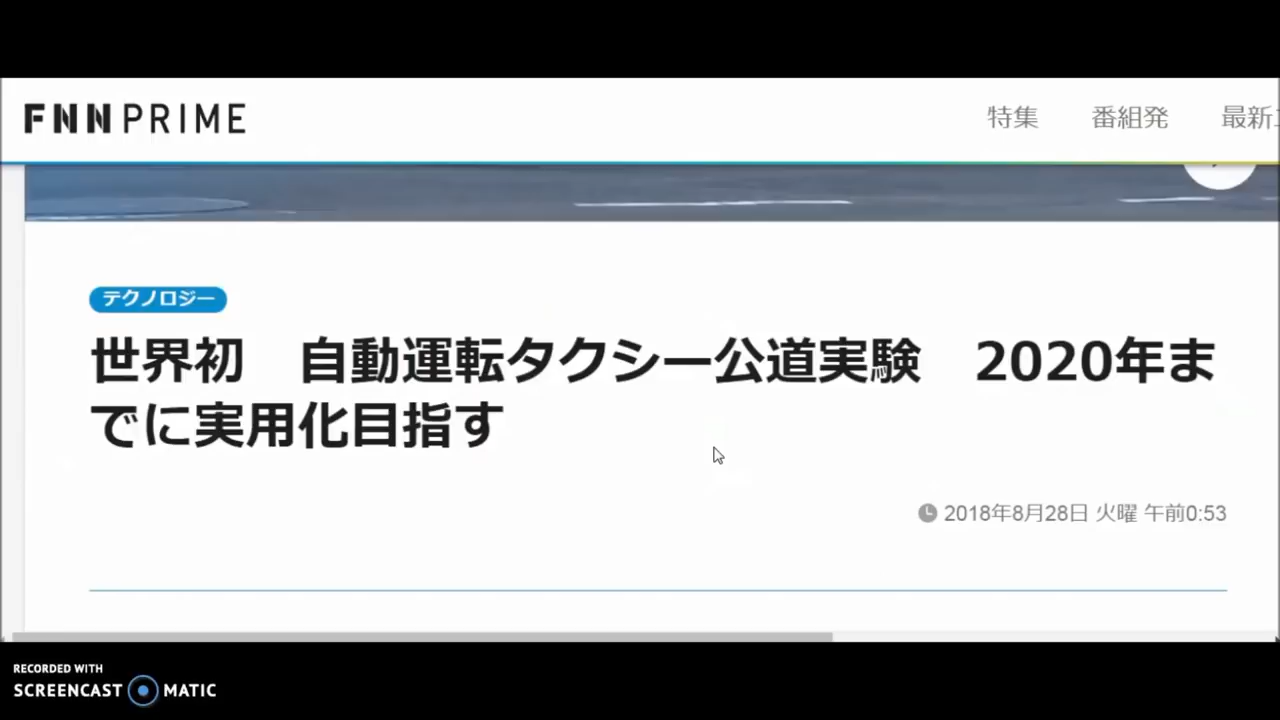 FNN PRIME
特集 番組発 最新
テクノロジー
世界初　自動運転タクシー公道実験　2020年ま
でに実用化目指す
2018年8月28日 火曜 午前0:53
RECORDED WITH
SCREENCAST MATIC